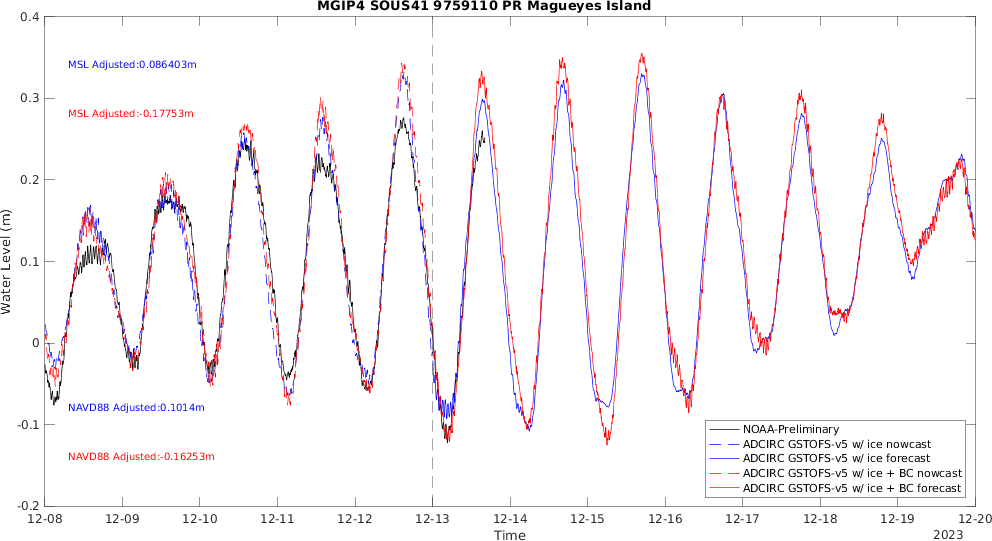 MGIP4 SOUS41 9759110 PR Magueyes Island
0.4
MSL Adjusted:0.086403m
0.3
MSL Adjusted:-0.17753m
0.2
Water Level (m)
0.1
0
NAVD88 Adjusted:0.1014m
-0.1
NAVD88 Adjusted:-0.16253m
NOAA-Preliminary
ADCIRC GSTOFS-v5 w/ ice nowcast
ADCIRC GSTOFS-v5 w/ ice forecast
ADCIRC GSTOFS-v5 w/ ice + BC nowcast
ADCIRC GSTOFS-v5 w/ ice + BC forecast
-0.2
12-08 12-09 12-10 12-11 12-12 12-13 12-14 12-15 12-16 12-17 12-18 12-19 12-20
Time
2023